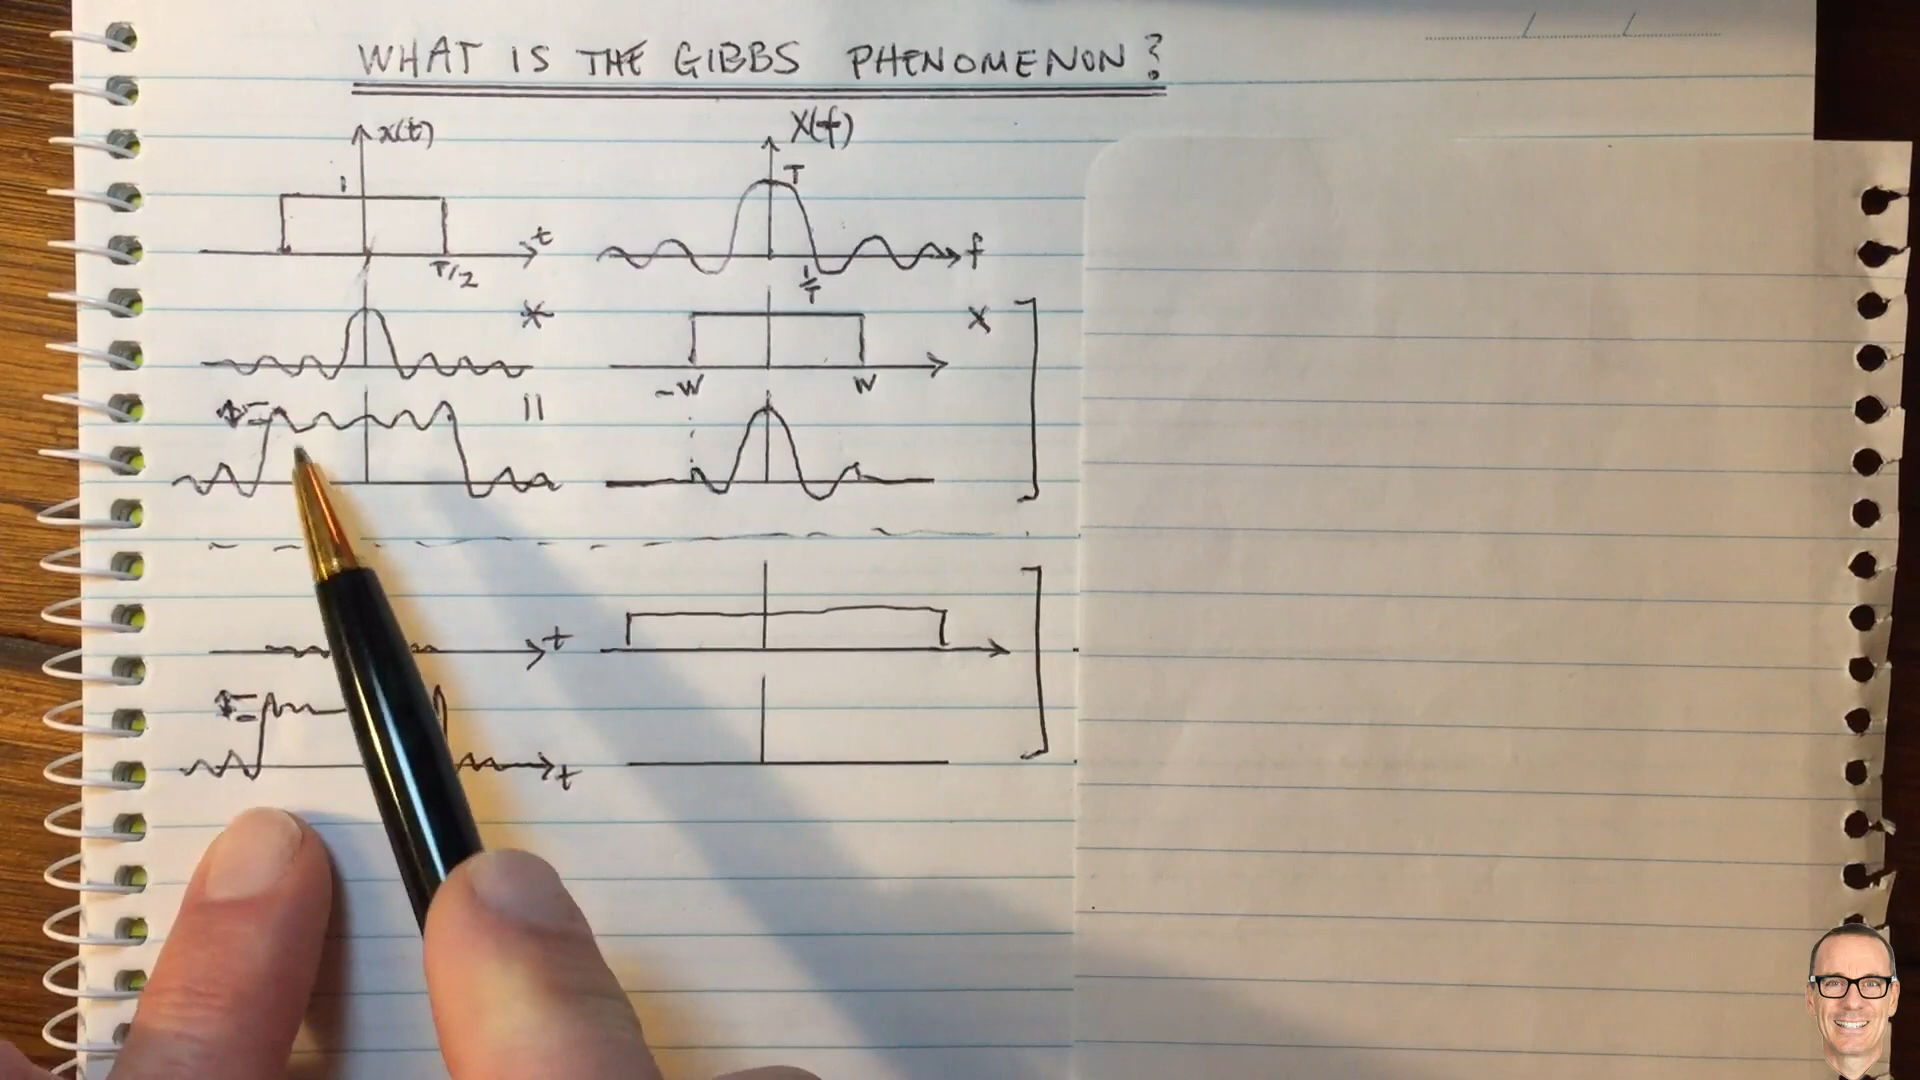 WHAT IS THE GIBBS PHENOMENON?
x(t) X(f)
1 T
t f
T/2 1/T
* X
-W W
||
t
t